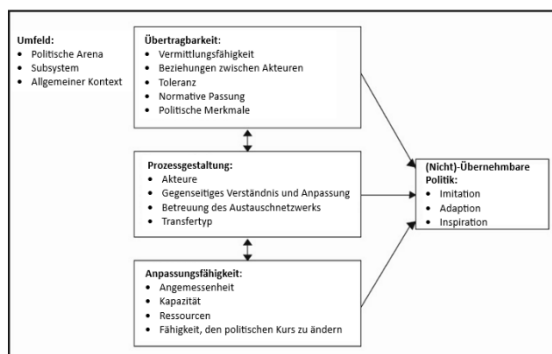 Umfeld:
• Politische Arena
• Subsystem
• Allgemeiner Kontext
Übertragbarkeit:
• Vermittlungsfähigkeit
• Beziehungen zwischen Akteuren
• Toleranz
• Normative Passung
• Politische Merkmale
Prozessgestaltung:
• Akteure
• Gegenseitiges Verständnis und Anpassung
• Betreuung des Austauschnetzwerks
• Transfertyp
(Nicht)-Übernehmbare
Politik:
• Imitation
• Adaption
• Inspiration
Anpassungsfähigkeit:
• Angemessenheit
• Kapazität
• Ressourcen
• Fähigkeit, den politischen Kurs zu ändern